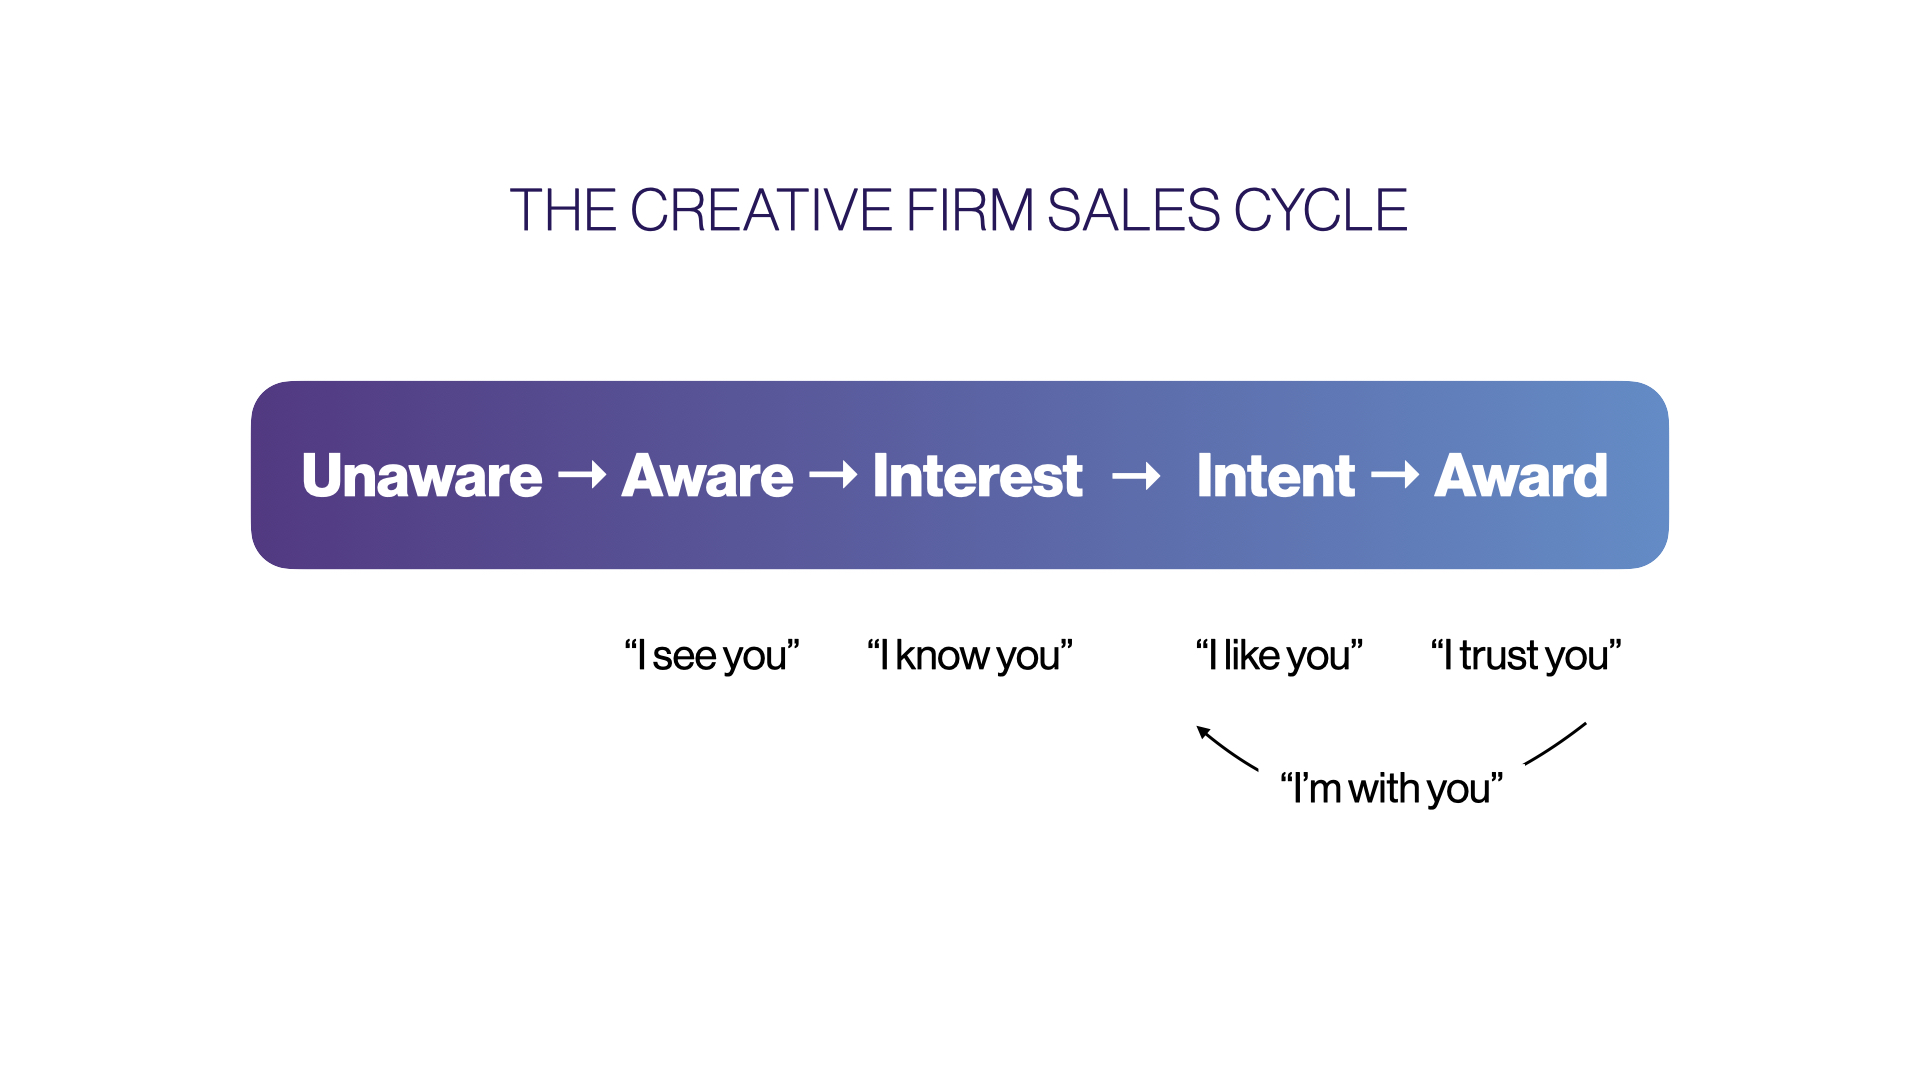 THE CREATIVE FIRM SALES CYCLE
Unaware → Aware → Interest → Intent → Award
“I see you” “I know you” “I like you” “I trust you”
“I’m with you”